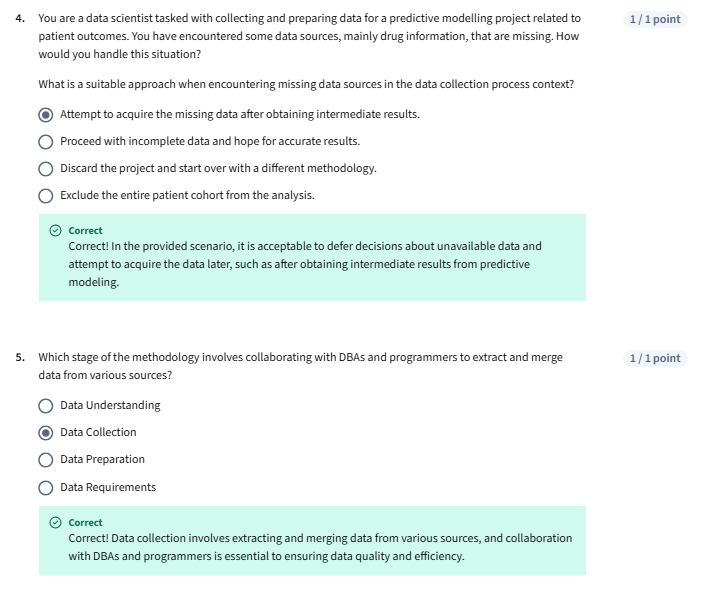 4. You are a data scientist tasked with collecting and preparing data for a predictive modelling project related to 1 / 1 point
patient outcomes. You have encountered some data sources, mainly drug information, that are missing. How
would you handle this situation?
What is a suitable approach when encountering missing data sources in the data collection process context?
Attempt to acquire the missing data after obtaining intermediate results.
Proceed with incomplete data and hope for accurate results.
Discard the project and start over with a different methodology.
Exclude the entire patient cohort from the analysis.
Correct
Correct! In the provided scenario, it is acceptable to defer decisions about unavailable data and
attempt to acquire the data later, such as after obtaining intermediate results from predictive
modeling.
5. Which stage of the methodology involves collaborating with DBAs and programmers to extract and merge 1 / 1 point
data from various sources?
Data Understanding
Data Collection
Data Preparation
Data Requirements
Correct
Correct! Data collection involves extracting and merging data from various sources, and collaboration
with DBAs and programmers is essential to ensuring data quality and efficiency.